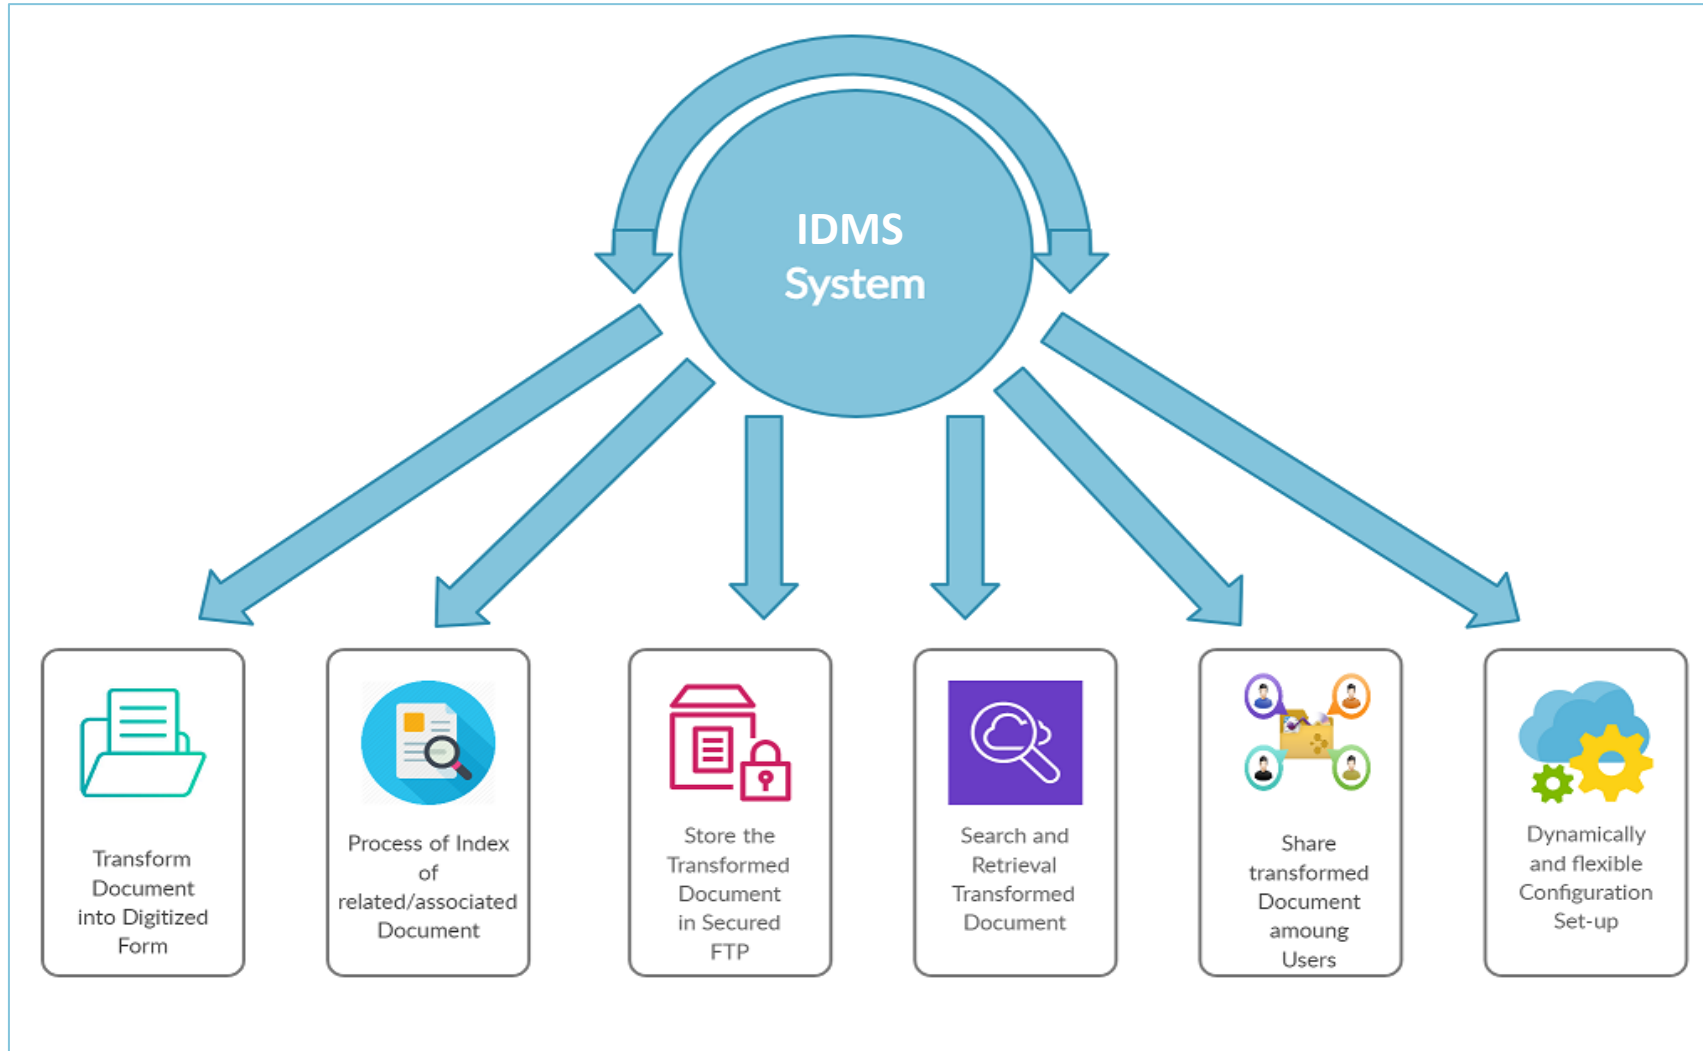 IDMS
System
Transform
Document
into Digitized
Form
Process of Index
of
related/associated
Document
Store the
Transformed
Document
in Secured
FTP
Search and
Retrieval
Transformed
Document
Share
transformed
Document
amoung
Users
Dynamically
and flexible
Configuration
Set-up